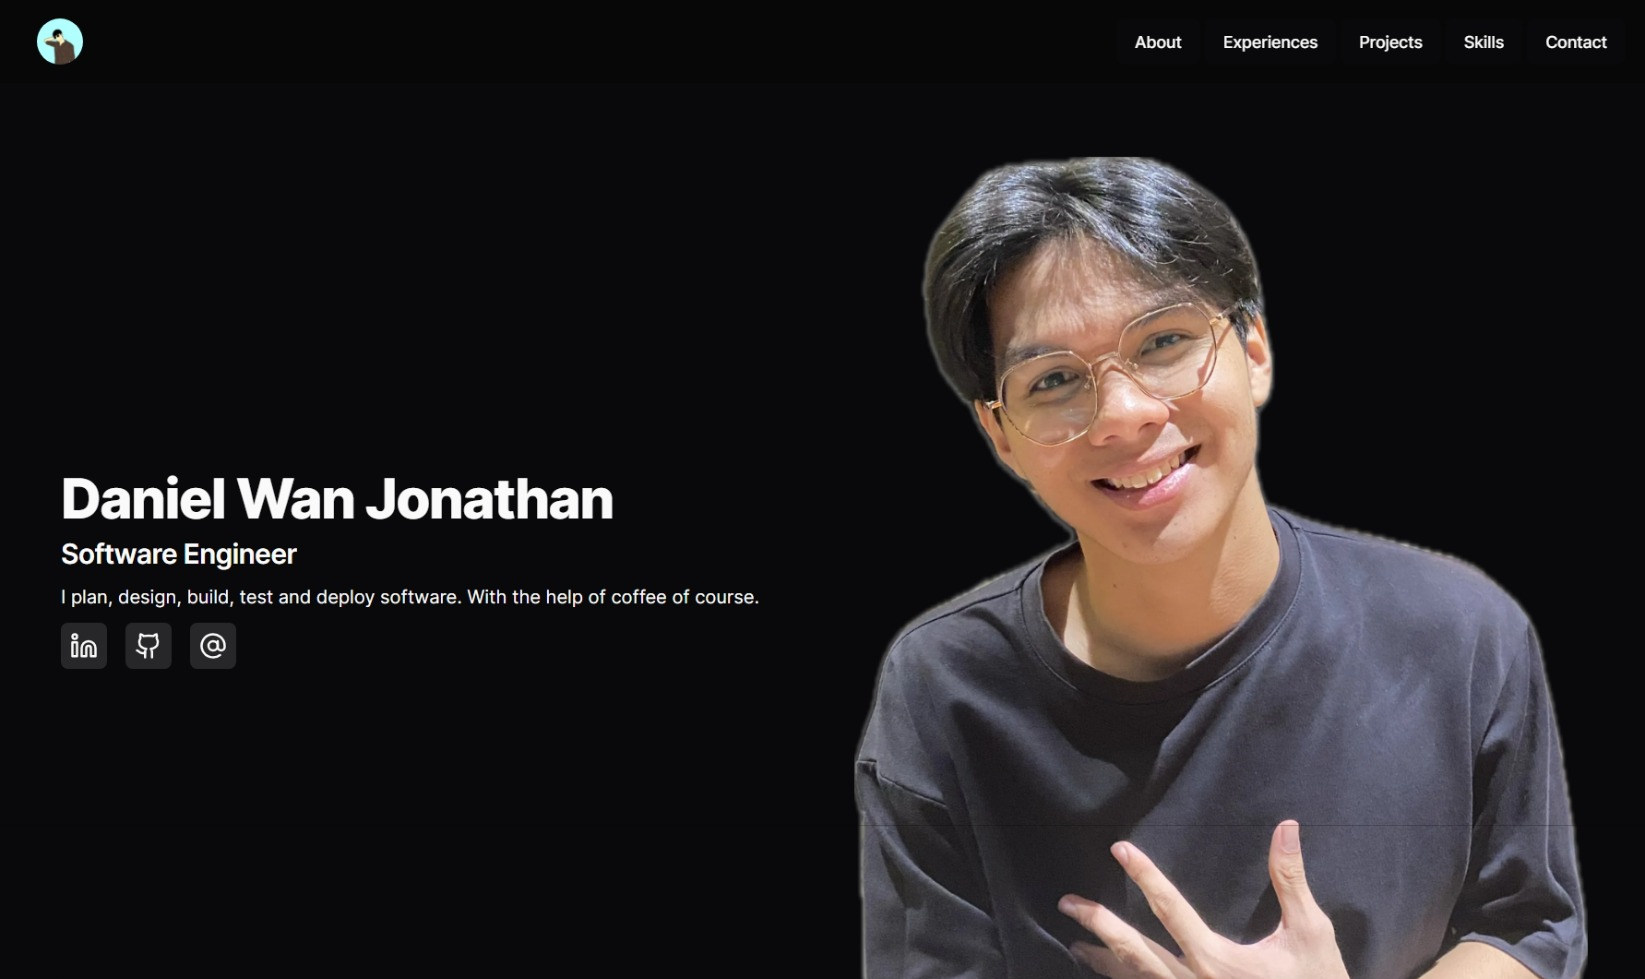 About Experiences Projects Skills Contact
Daniel Wan Jonathan
Software Engineer
I plan, design, build, test and deploy software. With the help of coffee of course.